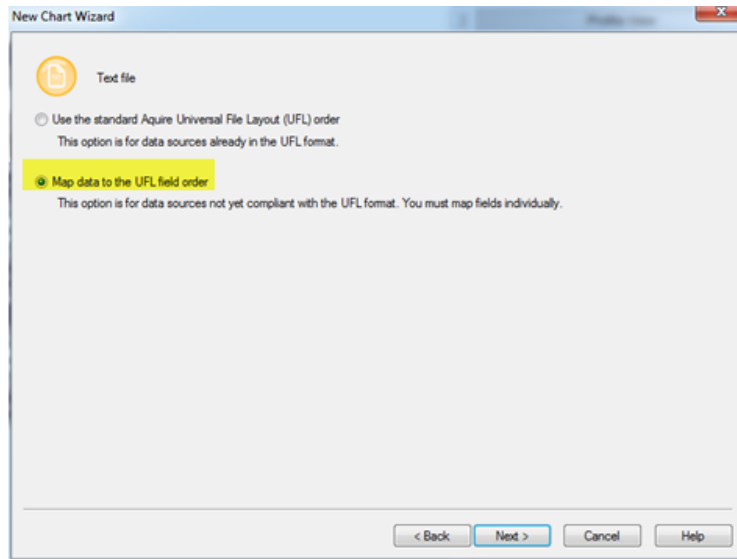 New Chart Wizard
Text file
Use the standard Aquire Universal File Layout (UFL) order
This option is for data sources already in the UFL format.
Map data to the UFL field order
This option is for data sources not yet compliant with the UFL format. You must map fields individually.
< Back Next > Cancel Help